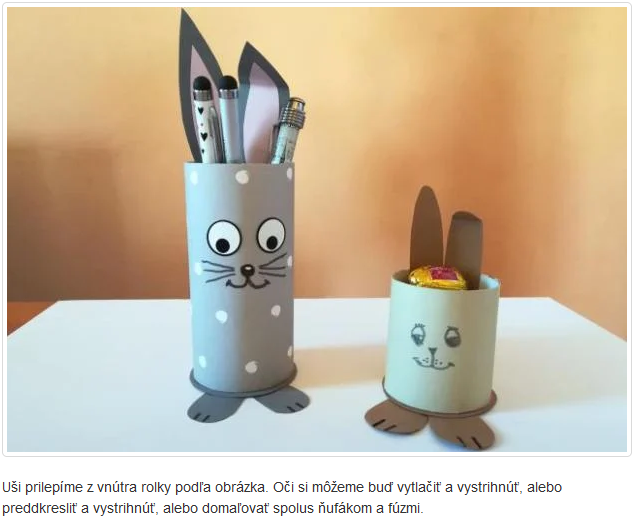 Uši prilepíme z vnútra rolky podľa obrázka. Oči si môžeme buď vytlačiť a vystrihnúť, alebo
preddkresliť a vystrihnúť, alebo domaľovať spolus ňufákom a fúzmi.